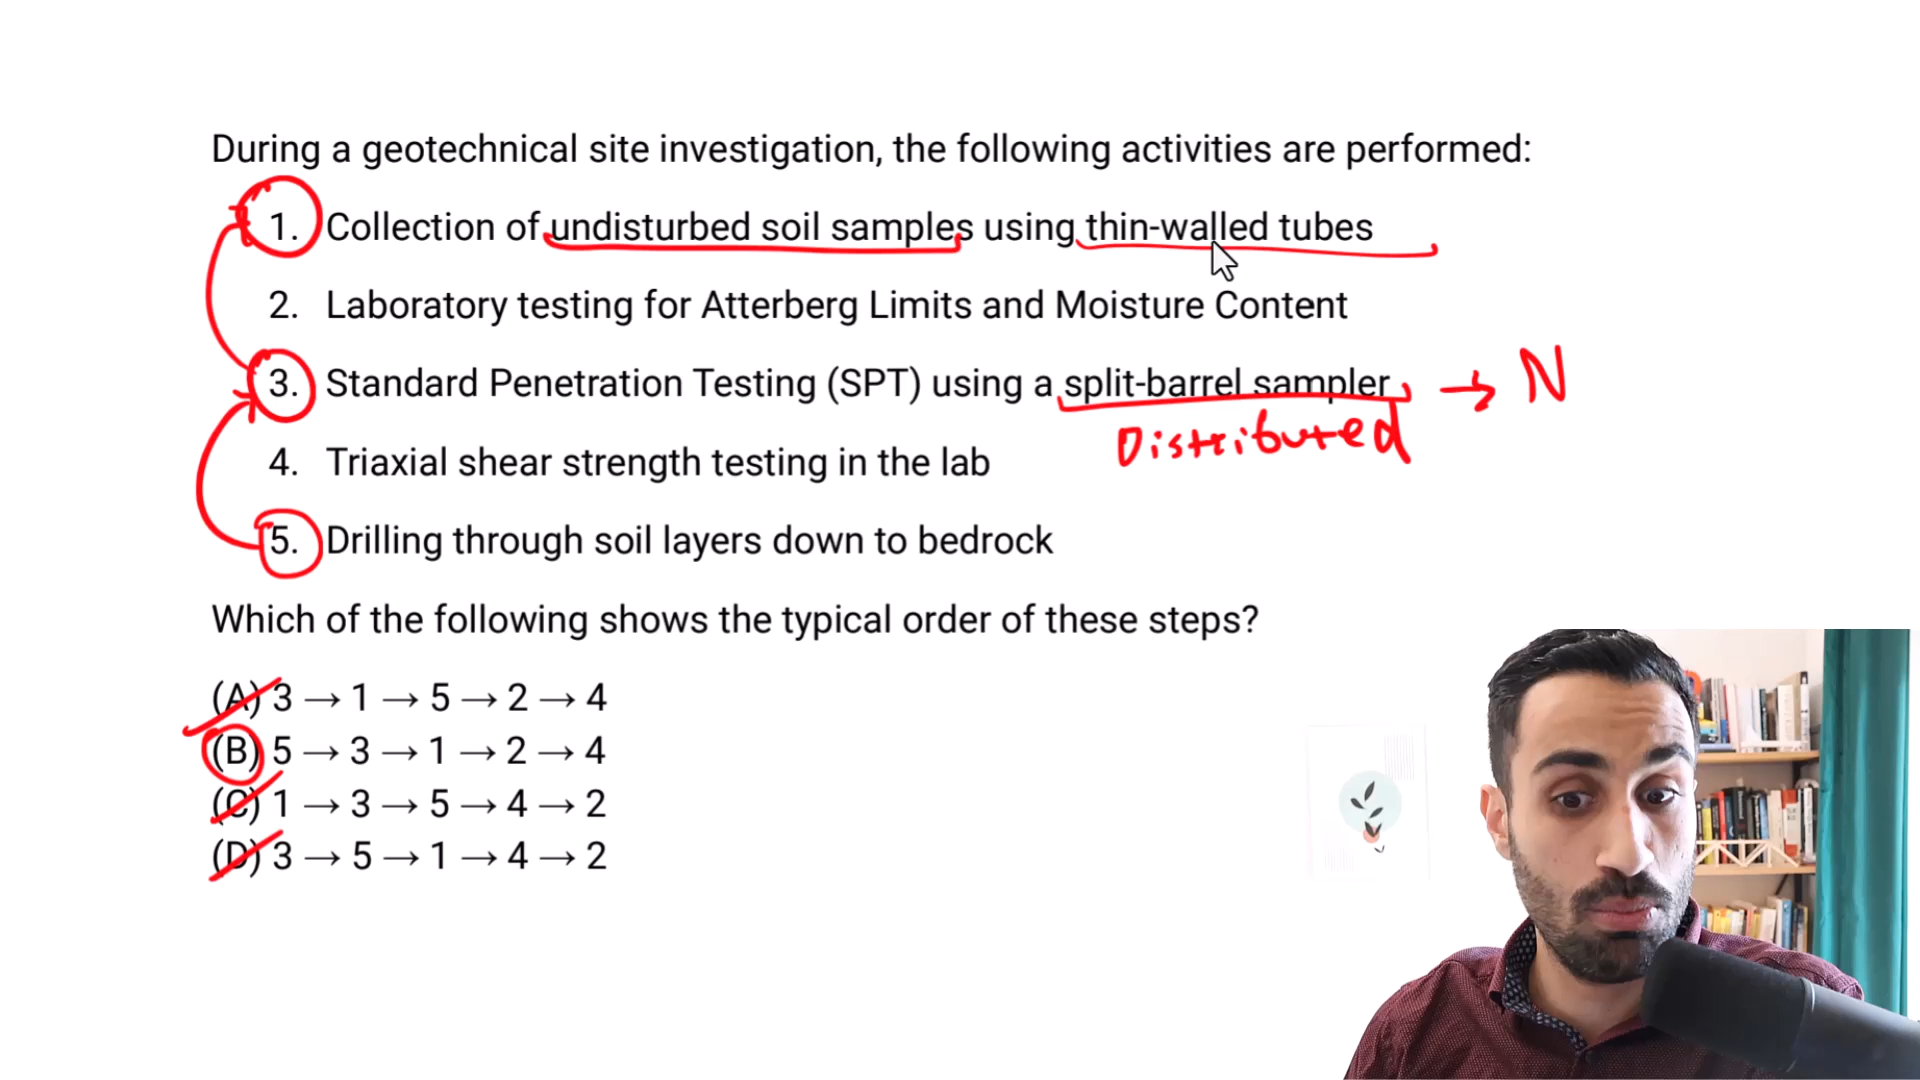 During a geotechnical site investigation, the following activities are performed:
1. Collection of undisturbed soil samples using thin-walled tubes
2. Laboratory testing for Atterberg Limits and Moisture Content
3. Standard Penetration Testing (SPT) using a split-barrel sampler → N
Distributed
4. Triaxial shear strength testing in the lab
5. Drilling through soil layers down to bedrock
Which of the following shows the typical order of these steps?
(A) 3 → 1 → 5 → 2 → 4
(B) 5 → 3 → 1 → 2 → 4
(C) 1 → 3 → 5 → 4 → 2
(D) 3 → 5 → 1 → 4 → 2